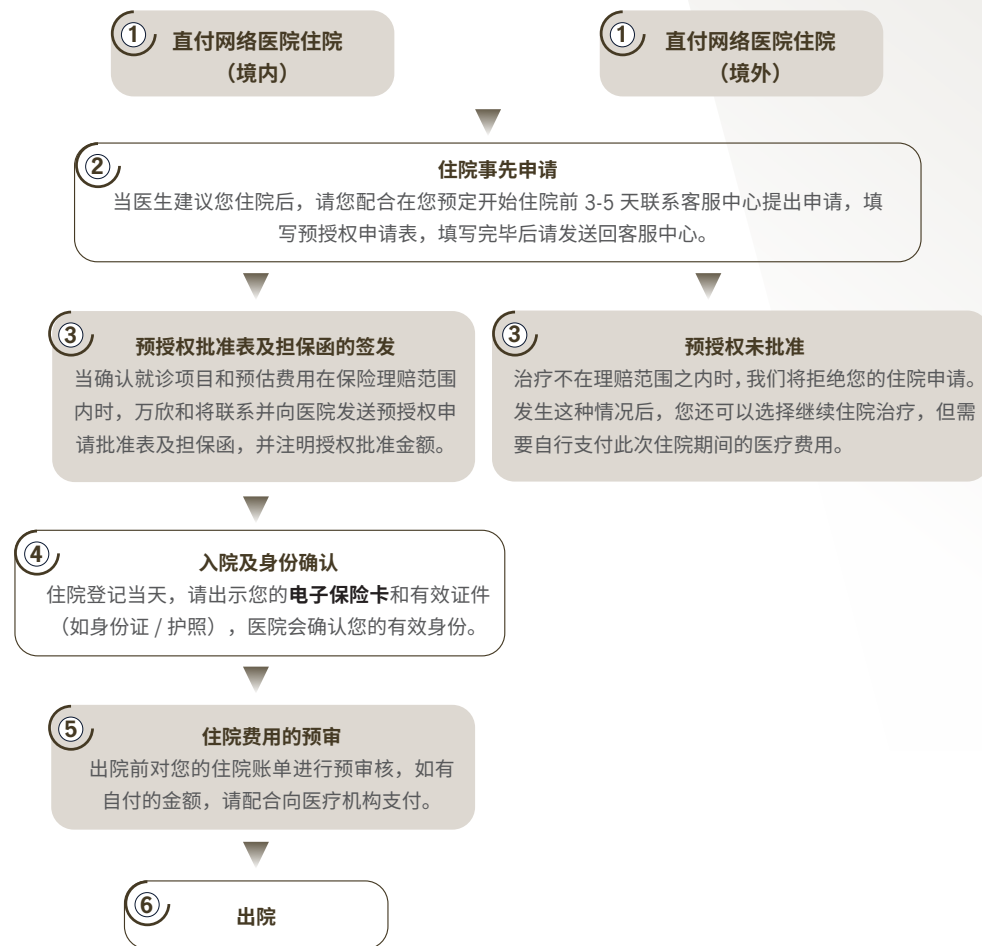 ①
直付网络医院住院
（境内）
①
直付网络医院住院
（境外）
②
住院事先申请
当医生建议您住院后，请您配合在您预定开始住院前 3-5 天联系客服中心提出申请，填
写预授权申请表，填写完毕后请发送回客服中心。
③
预授权批准表及担保函的签发
当确认就诊项目和预估费用在保险理赔范围
内时，万欣和将联系并向医院发送预授权申
请批准表及担保函，并注明授权批准金额。
③
预授权未批准
治疗不在理赔范围之内时，我们将拒绝您的住院申请。
发生这种情况后，您还可以选择继续住院治疗，但需
要自行支付此次住院期间的医疗费用。
④
入院及身份确认
住院登记当天，请出示您的电子保险卡和有效证件
（如身份证 / 护照），医院会确认您的有效身份。
⑤
住院费用的预审
出院前对您的住院账单进行预审核，如有
自付的金额，请配合向医疗机构支付。
⑥
出院